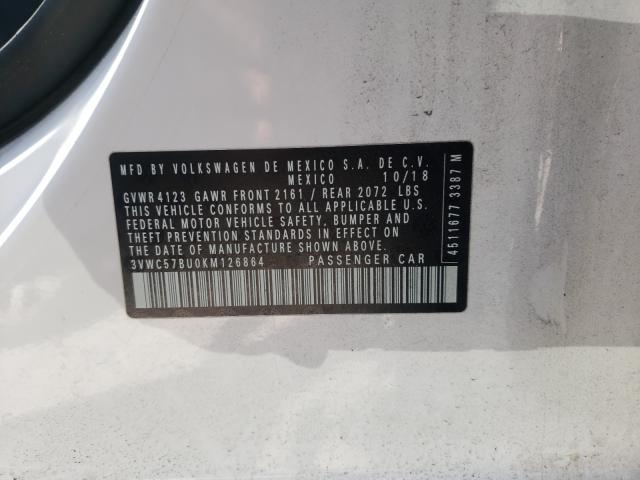 MFD BY VOLKSWAGEN DE MEXICO S.A. DE C.V.
MEXICO 10/18
GVWR 4123 GAWR FRONT 2161 / REAR 2072 LBS
THIS VEHICLE CONFORMS TO ALL APPLICABLE U.S.
FEDERAL MOTOR VEHICLE SAFETY, BUMPER AND
THEFT PREVENTION STANDARDS IN EFFECT ON
THE DATE OF MANUFACTURE SHOWN ABOVE.
3VWC57BU0KM126864 PASSENGER CAR
4511677 3387 M